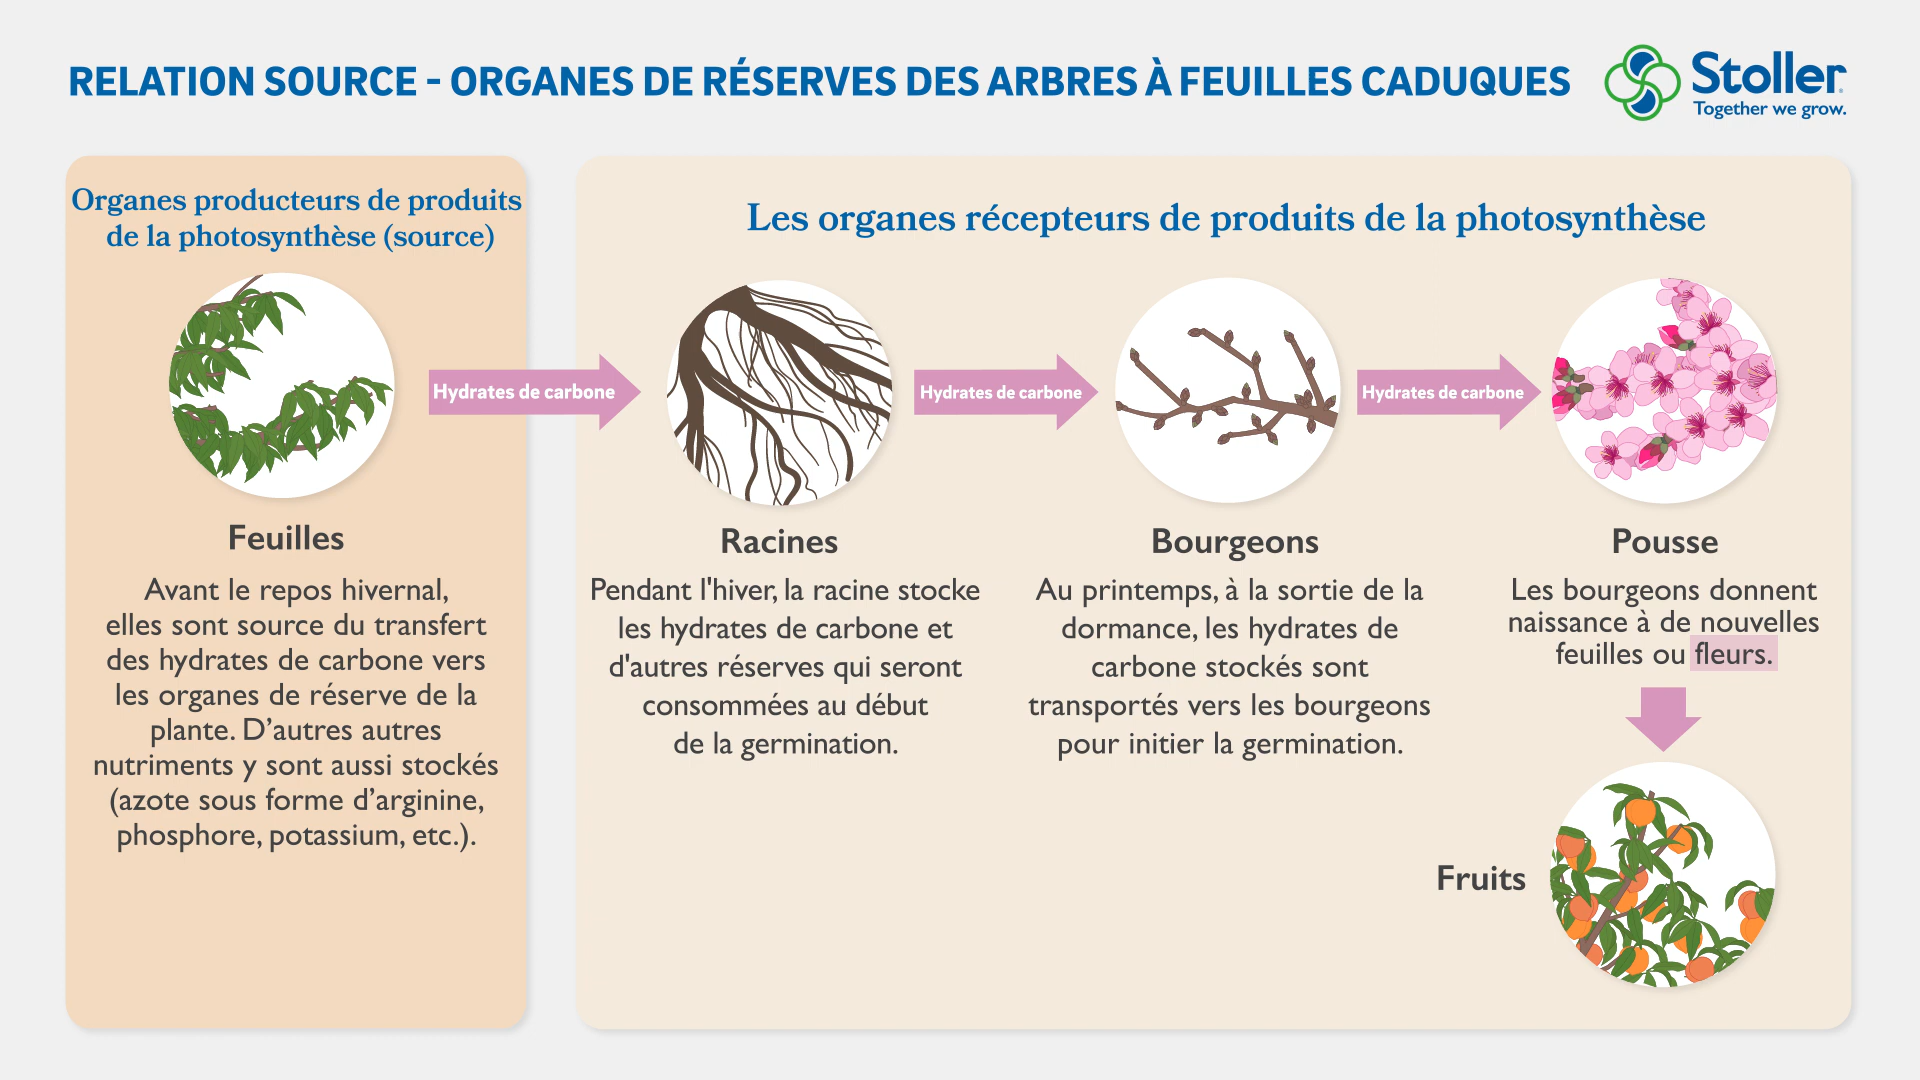 RELATION SOURCE - ORGANES DE RÉSERVES DES ARBRES À FEUILLES CADUQUES
Stoller
Together we grow.
Organes producteurs de produits
de la photosynthèse (source)
Feuilles
Avant le repos hivernal,
elles sont source du transfert
des hydrates de carbone vers
les organes de réserve de la
plante. D’autres autres
nutriments y sont aussi stockés
(azote sous forme d’arginine,
phosphore, potassium, etc.).
Hydrates de carbone
Les organes récepteurs de produits de la photosynthèse
Racines
Pendant l'hiver, la racine stocke
les hydrates de carbone et
d'autres réserves qui seront
consommées au début
de la germination.
Hydrates de carbone
Bourgeons
Au printemps, à la sortie de la
dormance, les hydrates de
carbone stockés sont
transportés vers les bourgeons
pour initier la germination.
Hydrates de carbone
Pousse
Les bourgeons donnent
naissance à de nouvelles
feuilles ou fleurs.
Fruits